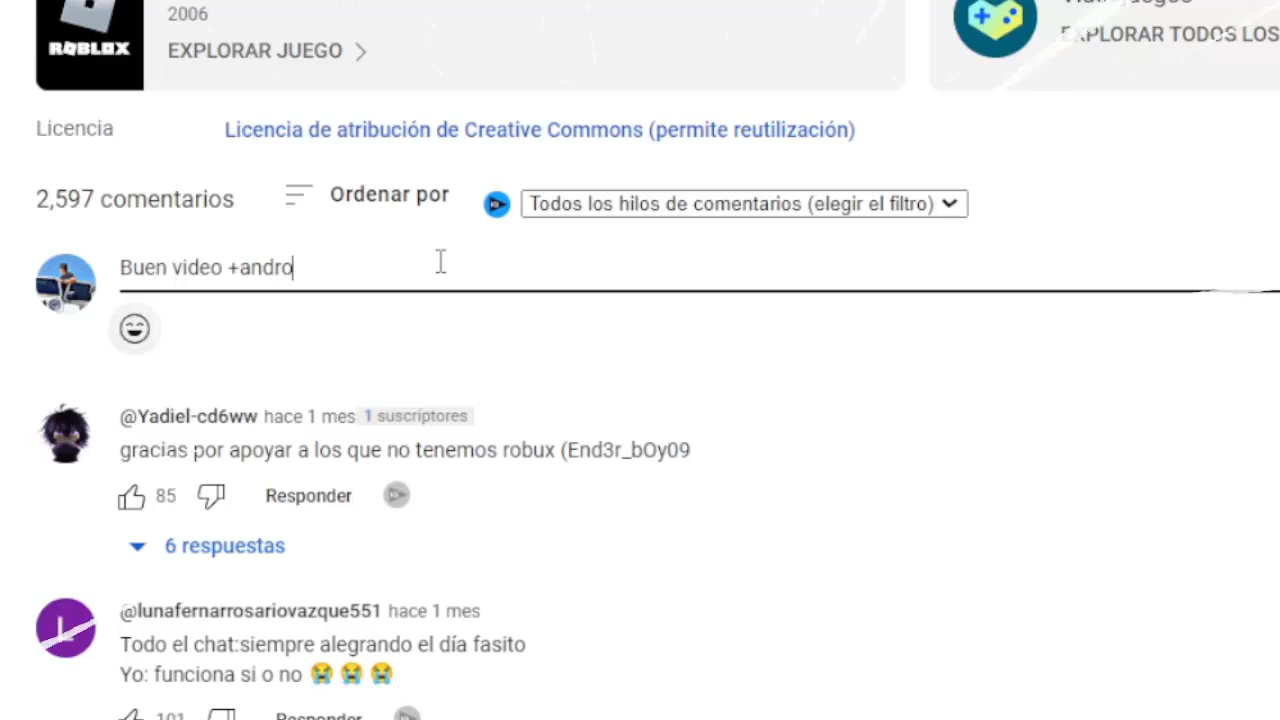 2006
ROBLOX
EXPLORAR JUEGO
EXPLORAR TODOS LOS
Licencia
Licencia de atribución de Creative Commons (permite reutilización)
2,597 comentarios
Ordenar por
Todos los hilos de comentarios (elegir el filtro)
Buen video +andro
@Yadiel-cd6ww hace 1 mes 1 suscriptores
gracias por apoyar a los que no tenemos robux (End3r_bOy09
85
Responder
6 respuestas
L
@lunafernarrosariovazque551 hace 1 mes
Todo el chat:siempre alegrando el día fasito
Yo: funciona si o no 😭 😭 😭
101
Responder